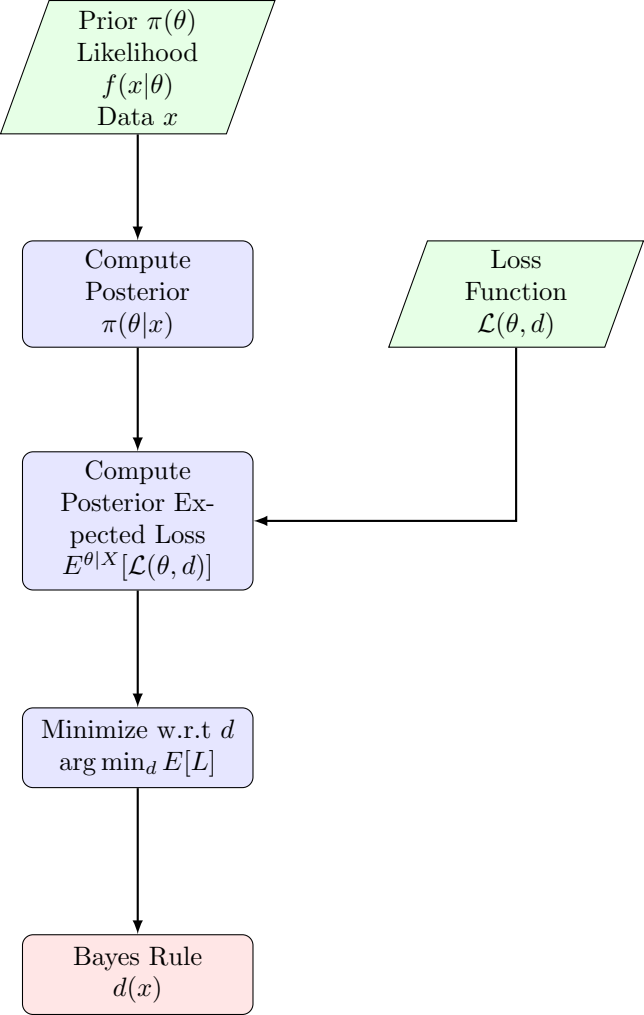 Prior π(θ)
Likelihood
f(x|θ)
Data x
Compute
Posterior
π(θ|x)
Loss
Function
ℒ(θ, d)
Compute
Posterior Ex-
pected Loss
E^{θ|X}[ℒ(θ, d)]
Minimize w.r.t d
arg min_d E[L]
Bayes Rule
d(x)